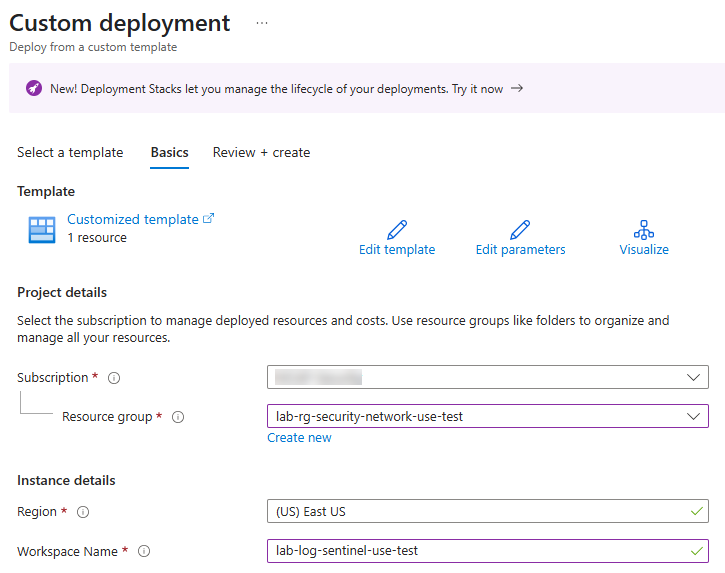 Custom deployment ...
Deploy from a custom template
New! Deployment Stacks let you manage the lifecycle of your deployments. Try it now →
Select a template Basics Review + create
Template
Customized template
1 resource
Edit template Edit parameters Visualize
Project details
Select the subscription to manage deployed resources and costs. Use resource groups like folders to organize and
manage all your resources.
Subscription *
Resource group * lab-rg-security-network-use-test
Create new
Instance details
Region * (US) East US
Workspace Name * lab-log-sentinel-use-test